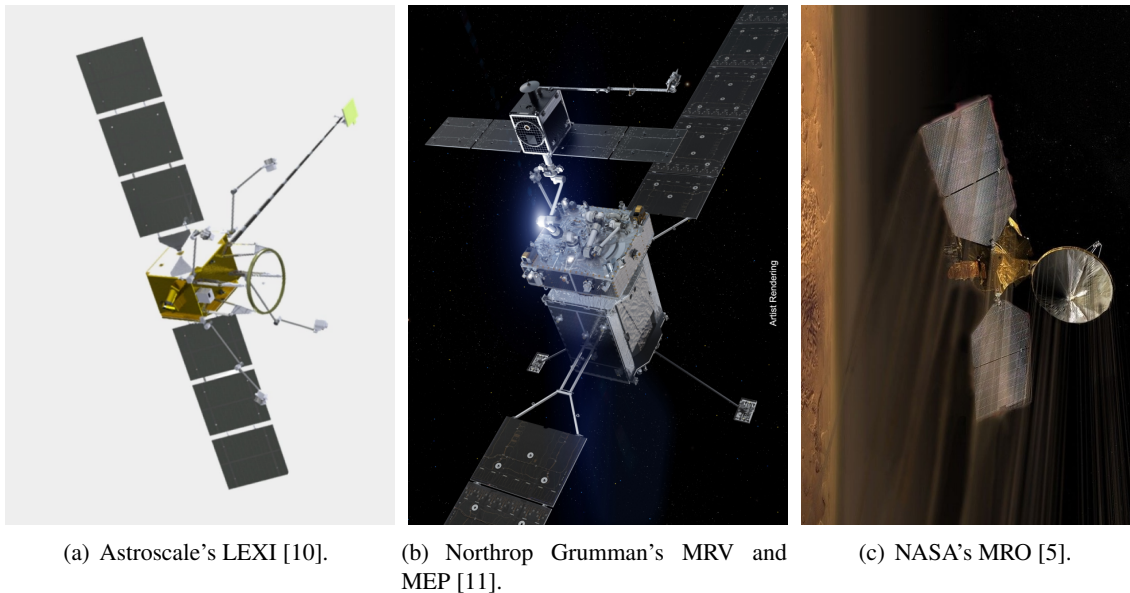 Artist Rendering
(a) Astroscale's LEXI [10].
(b) Northrop Grumman's MRV and
MEP [11].
(c) NASA's MRO [5].